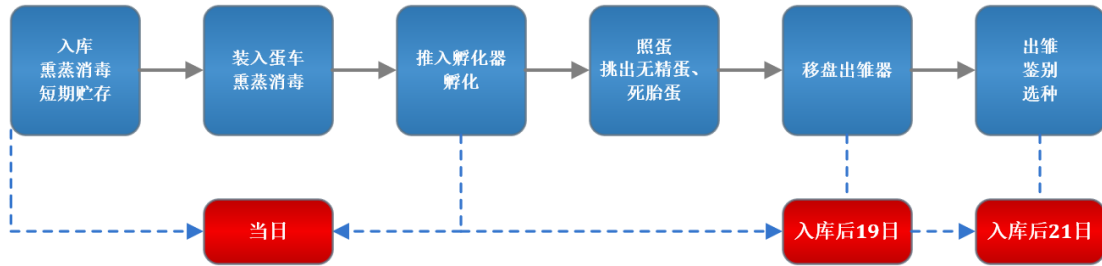 入库
熏蒸消毒
短期贮存
装入蛋车
熏蒸消毒
推入孵化器
孵化
照蛋
挑出无精蛋、
死胎蛋
移盘出雏器
出雏
鉴别
选种
当日
入库后19日
入库后21日